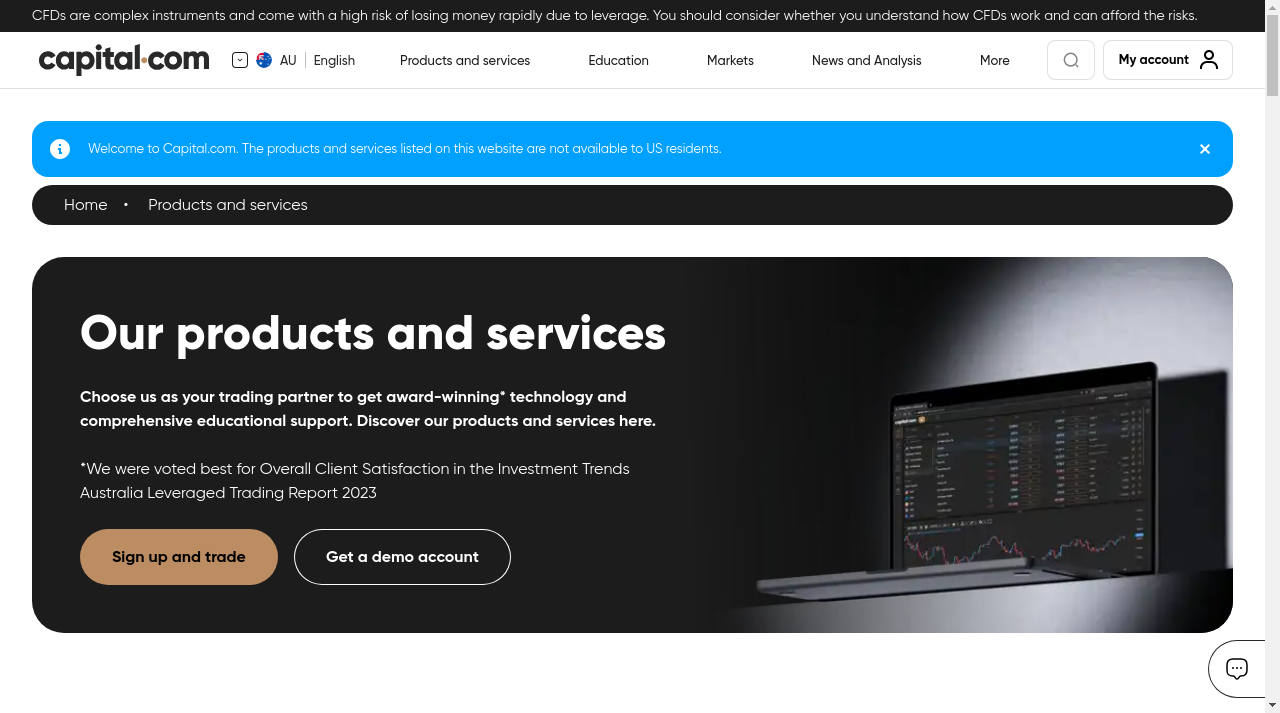 CFDs are complex instruments and come with a high risk of losing money rapidly due to leverage. You should consider whether you understand how CFDs work and can afford the risks.
capital.com AU English Products and services Education Markets News and Analysis More My account
Welcome to Capital.com. The products and services listed on this website are not available to US residents.
Home • Products and services
Our products and services
Choose us as your trading partner to get award-winning* technology and
comprehensive educational support. Discover our products and services here.
*We were voted best for Overall Client Satisfaction in the Investment Trends
Australia Leveraged Trading Report 2023
Sign up and trade Get a demo account